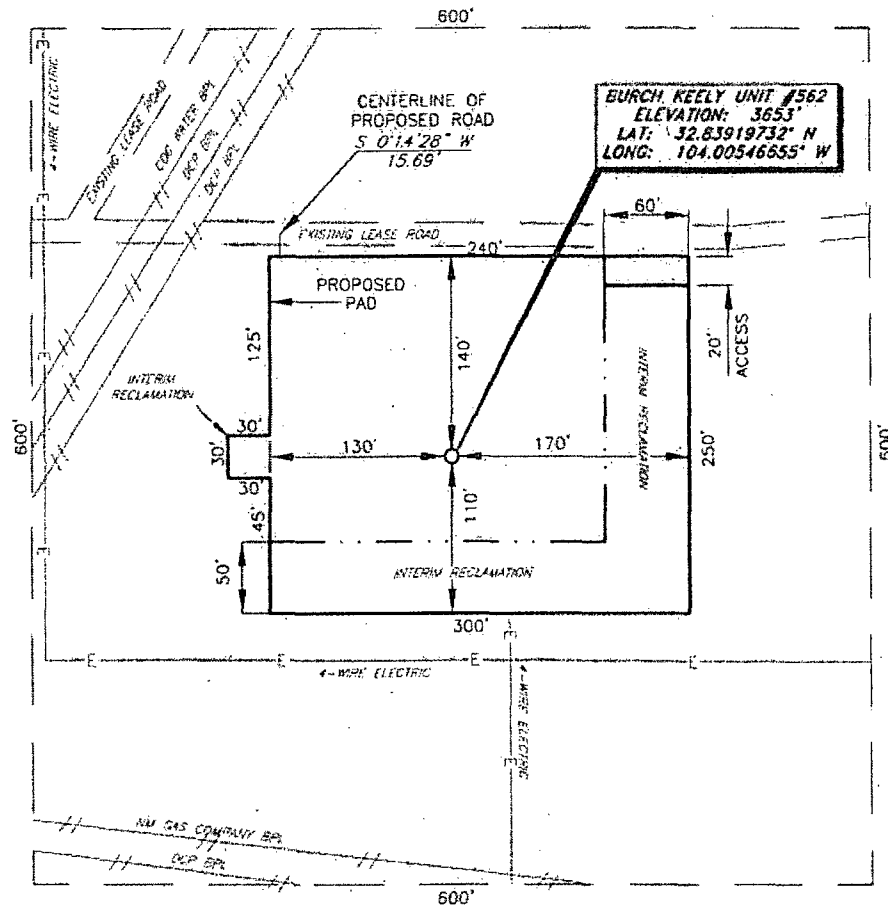 600'
4-WIRE ELECTRIC
EXISTING LEASE ROAD
COG WATER BPL
DCP BPL
DCP BPL
CENTERLINE OF
PROPOSED ROAD
S 0°14'28" W
15.69'
BURCH KEELY UNIT #562
ELEVATION: 3653'
LAT: 32.83919732° N
LONG: 104.00546655° W
60'
EXISTING LEASE ROAD
240'
PROPOSED
PAD
125'
140'
20'
ACCESS
INTERIM
RECLAMATION
INTERIM RECLAMATION
600'
30'
30'
30'
130'
170'
250'
600'
45'
110'
50'
INTERIM RECLAMATION
300'
E
E
E
E
E
E
E
E
E
E
4-WIRE ELECTRIC
4-WIRE ELECTRIC
NM GAS COMPANY BPL
DCP BPL
600'